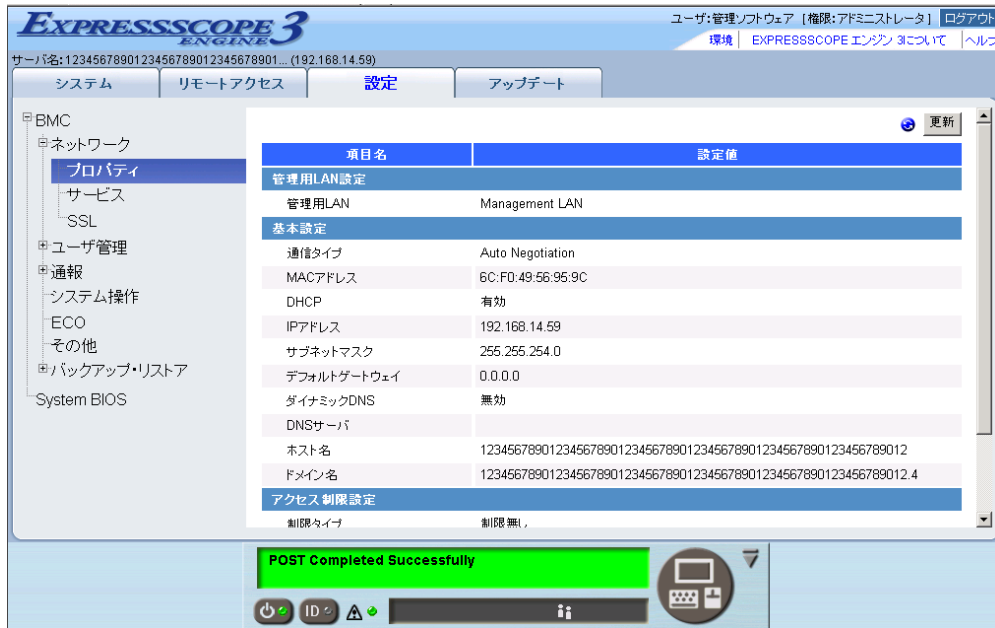 EXPRESSSCOPE
ENGINE 3
ユーザ:管理ソフトウェア [権限:アドミニストレータ] ログアウト
環境 EXPRESSSCOPE エンジン 3について ヘルプ
サーバ名:1234567890123456789012345678901... (192.168.14.59)
システム リモートアクセス 設定 アップデート
BMC
ネットワーク
プロパティ
サービス
SSL
ユーザ管理
通報
システム操作
ECO
その他
バックアップ・リストア
System BIOS
更新
項目名 設定値
管理用LAN設定
管理用LAN Management LAN
基本設定
通信タイプ Auto Negotiation
MACアドレス 6C:F0:49:56:95:9C
DHCP 有効
IPアドレス 192.168.14.59
サブネットマスク 255.255.254.0
デフォルトゲートウェイ 0.0.0.0
ダイナミックDNS 無効
DNSサーバ
ホスト名 12345678901234567890123456789012345678901234567890123456789012
ドメイン名 12345678901234567890123456789012345678901234567890123456789012.4
アクセス制限設定
制限タイプ 制限無し
POST Completed Successfully
ID